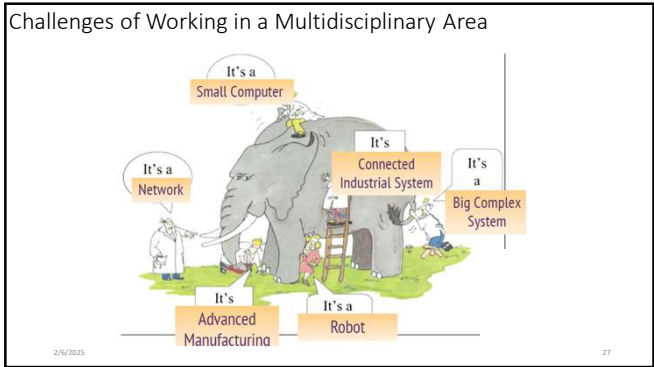 Challenges of Working in a Multidisciplinary Area
It's a
Small Computer
It's
Connected
Industrial System
It's
a
Big Complex
System
It's a
Network
It's
Advanced
Manufacturing
It's a
Robot
2/6/2025
27